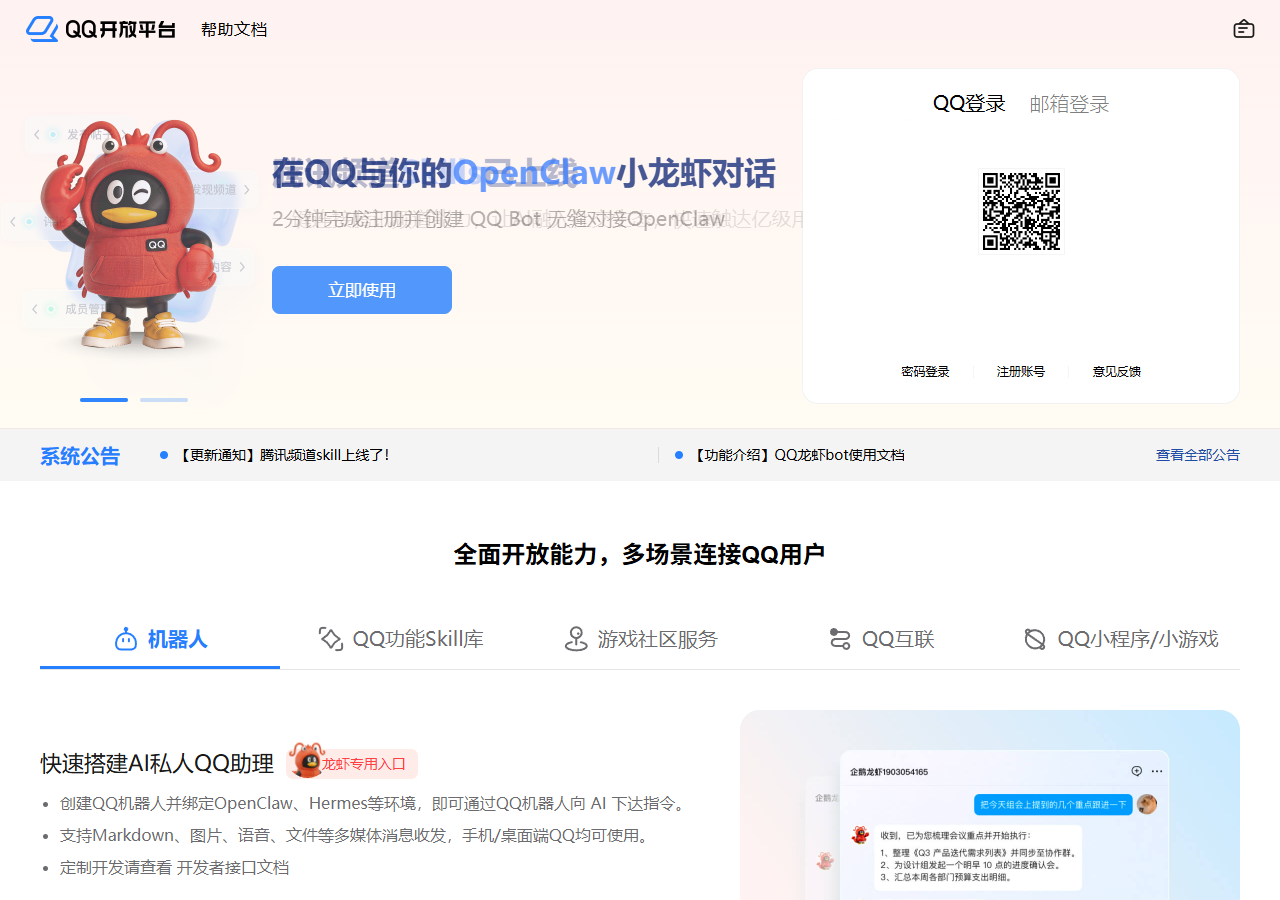 QQ开放平台 帮助文档
QQ登录 邮箱登录
在QQ与你的OpenClaw小龙虾对话
2分钟完成注册并创建 QQ Bot 无缝对接OpenClaw
立即使用
发现频道
成员管理
QQ
密码登录 注册账号 意见反馈
系统公告 【更新通知】腾讯频道skill上线了! 【功能介绍】QQ龙虾bot使用文档 查看全部公告
全面开放能力，多场景连接QQ用户
机器人 QQ功能Skill库 游戏社区服务 QQ互联 QQ小程序/小游戏
快速搭建AI私人QQ助理 龙虾专用入口
创建QQ机器人并绑定OpenClaw、Hermes等环境，即可通过QQ机器人向 AI 下达指令。
支持Markdown、图片、语音、文件等多媒体消息收发，手机/桌面端QQ均可使用。
定制开发请查看 开发者接口文档
企鹅龙虾1903054165
把今天组会上提到的几个重点跟进一下
收到，已为您梳理会议重点并开始执行：
1、整理《Q3 产品迭代需求列表》并同步至协作群。
2、为设计组发起一个明早 10 点的进度确认会。
3、汇总本周各部门预算支出明细。